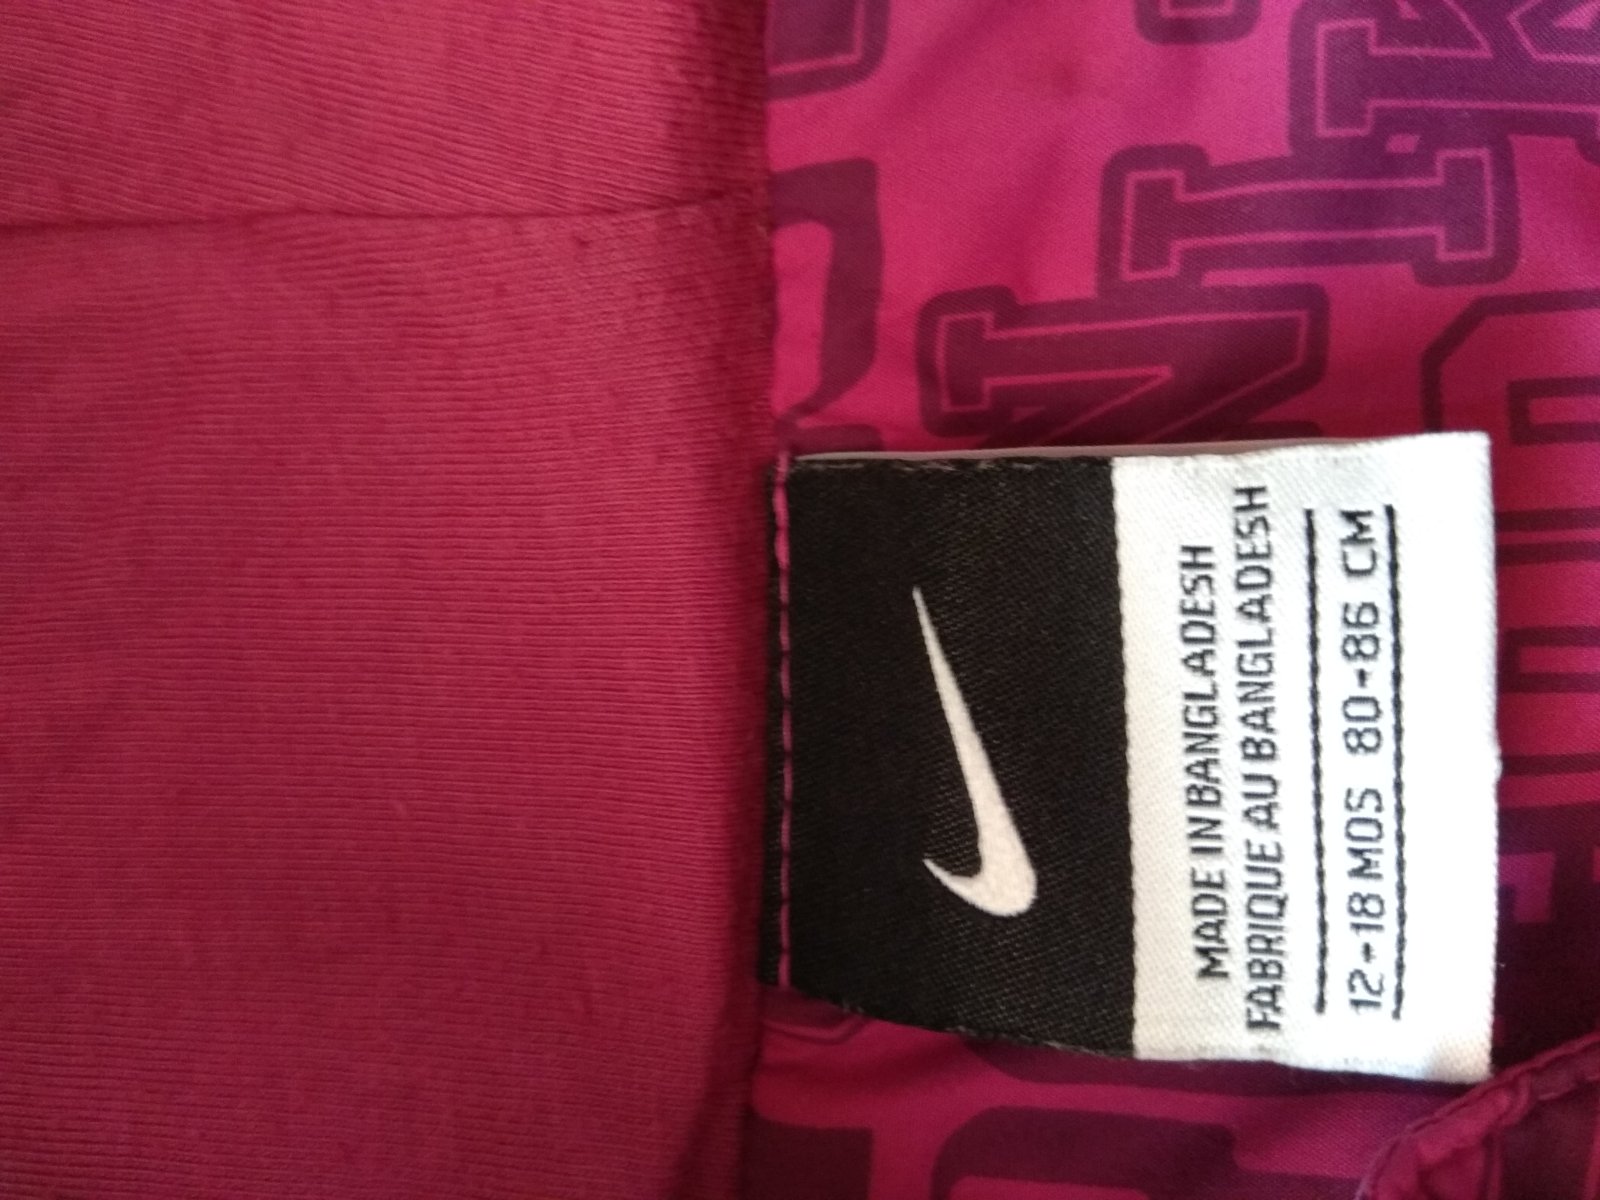 MADE IN BANGLADESH
FABRIQUE AU BANGLADESH
12-18 MOS 80-86 CM